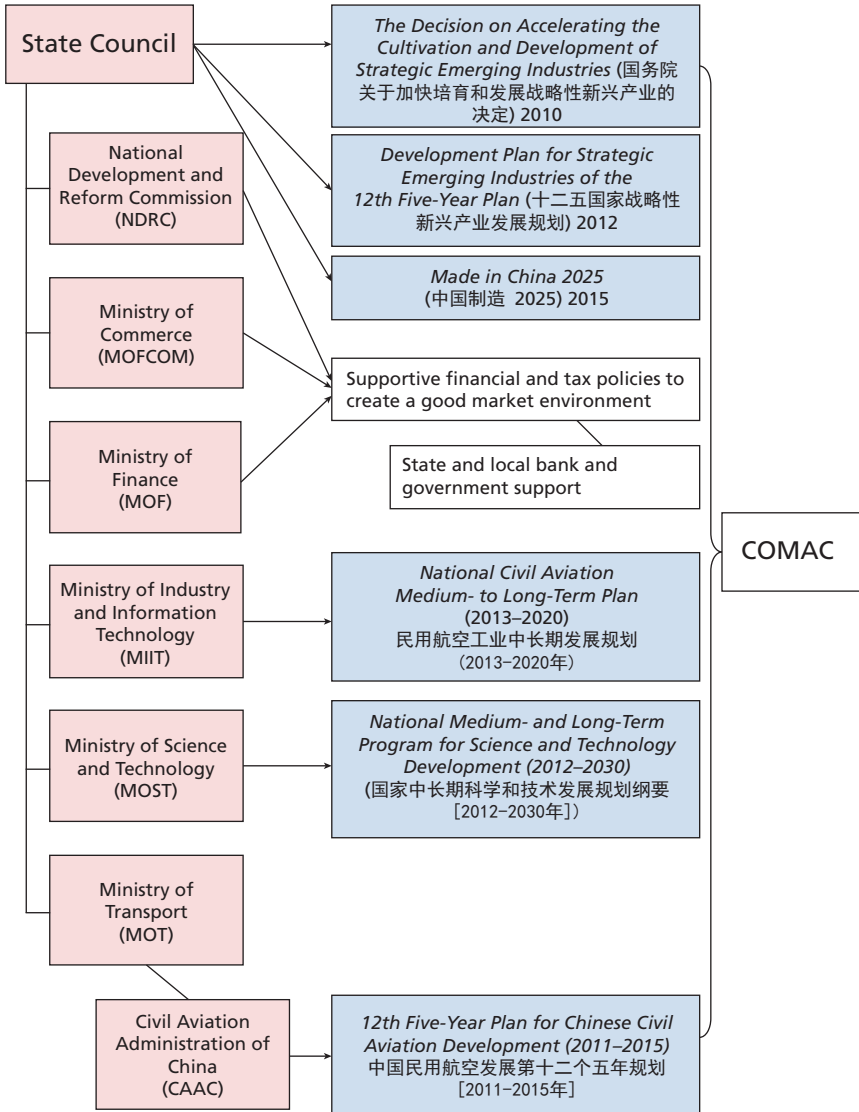 State Council
The Decision on Accelerating the
Cultivation and Development of
Strategic Emerging Industries (国务院
关于加快培育和发展战略性新兴产业的
决定) 2010
National
Development and
Reform Commission
(NDRC)
Development Plan for Strategic
Emerging Industries of the
12th Five-Year Plan (十二五国家战略性
新兴产业发展规划) 2012
Made in China 2025
(中国制造 2025) 2015
Ministry of
Commerce
(MOFCOM)
Supportive financial and tax policies to
create a good market environment
Ministry of
Finance
(MOF)
State and local bank and
government support
COMAC
Ministry of Industry
and Information
Technology
(MIIT)
National Civil Aviation
Medium- to Long-Term Plan
(2013–2020)
民用航空工业中长期发展规划
(2013-2020年)
Ministry of Science
and Technology
(MOST)
National Medium- and Long-Term
Program for Science and Technology
Development (2012–2030)
(国家中长期科学和技术发展规划纲要
[2012-2030年])
Ministry of
Transport
(MOT)
Civil Aviation
Administration of
China
(CAAC)
12th Five-Year Plan for Chinese Civil
Aviation Development (2011–2015)
中国民用航空发展第十二个五年规划
[2011-2015年]